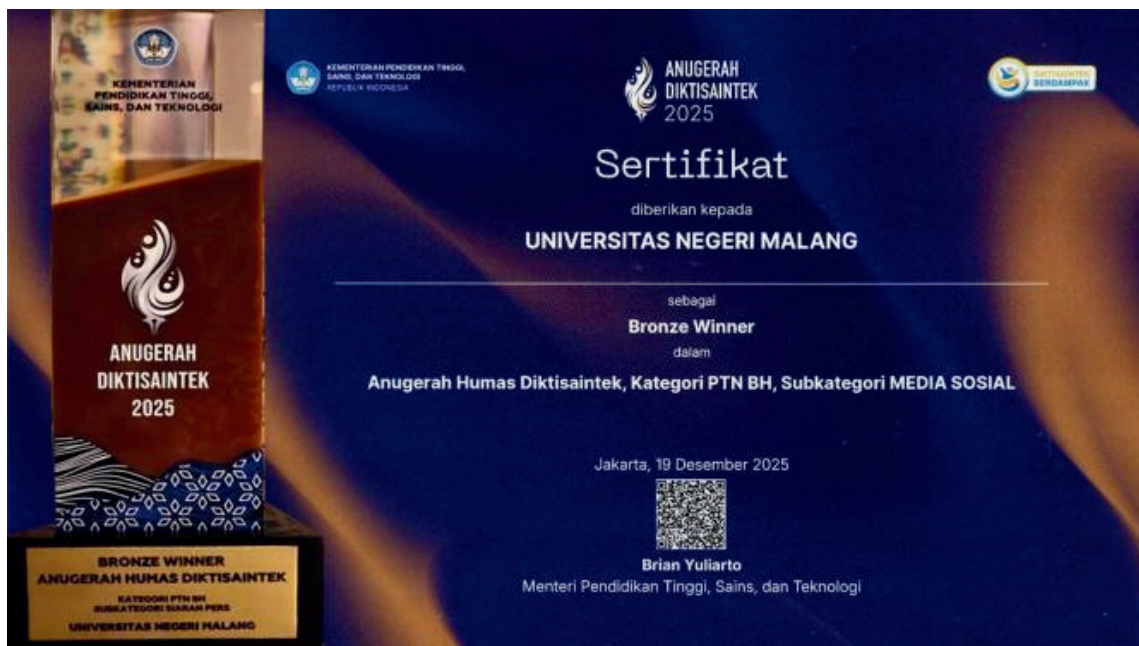 KEMENTERIAN
PENDIDIKAN TINGGI,
SAINS, DAN TEKNOLOGI
ANUGERAH
DIKTISAINTEK
2025
BRONZE WINNER
ANUGERAH HUMAS DIKTISAINTEK
KATEGORI PTN BH
SUBKATEGORI SIARAN PERS
UNIVERSITAS NEGERI MALANG
KEMENTERIAN PENDIDIKAN TINGGI,
SAINS, DAN TEKNOLOGI
REPUBLIK INDONESIA
ANUGERAH
DIKTISAINTEK
2025
DIKTISAINTEK
BERDAMPAK
Sertifikat
diberikan kepada
UNIVERSITAS NEGERI MALANG
sebagai
Bronze Winner
dalam
Anugerah Humas Diktisaintek, Kategori PTN BH, Subkategori MEDIA SOSIAL
Jakarta, 19 Desember 2025
Brian Yuliarto
Menteri Pendidikan Tinggi, Sains, dan Teknologi